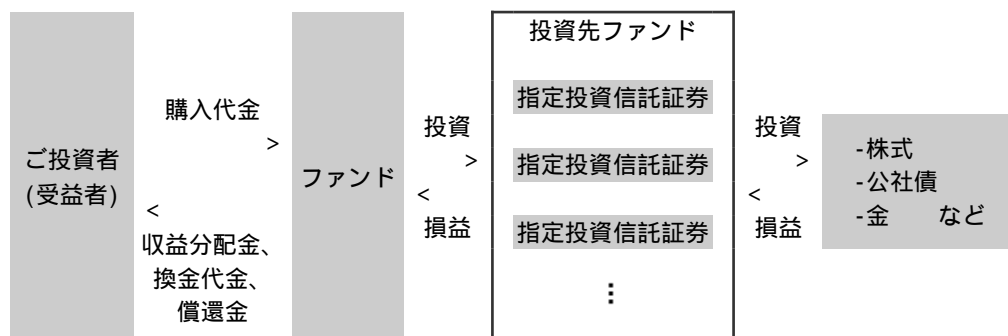 ご投資者
(受益者)
購入代金
>
<
収益分配金、
換金代金、
償還金
ファンド
投資
>
<
損益
投資先ファンド
指定投資信託証券
指定投資信託証券
指定投資信託証券
⋮
投資
>
<
損益
-株式
-公社債
-金 など